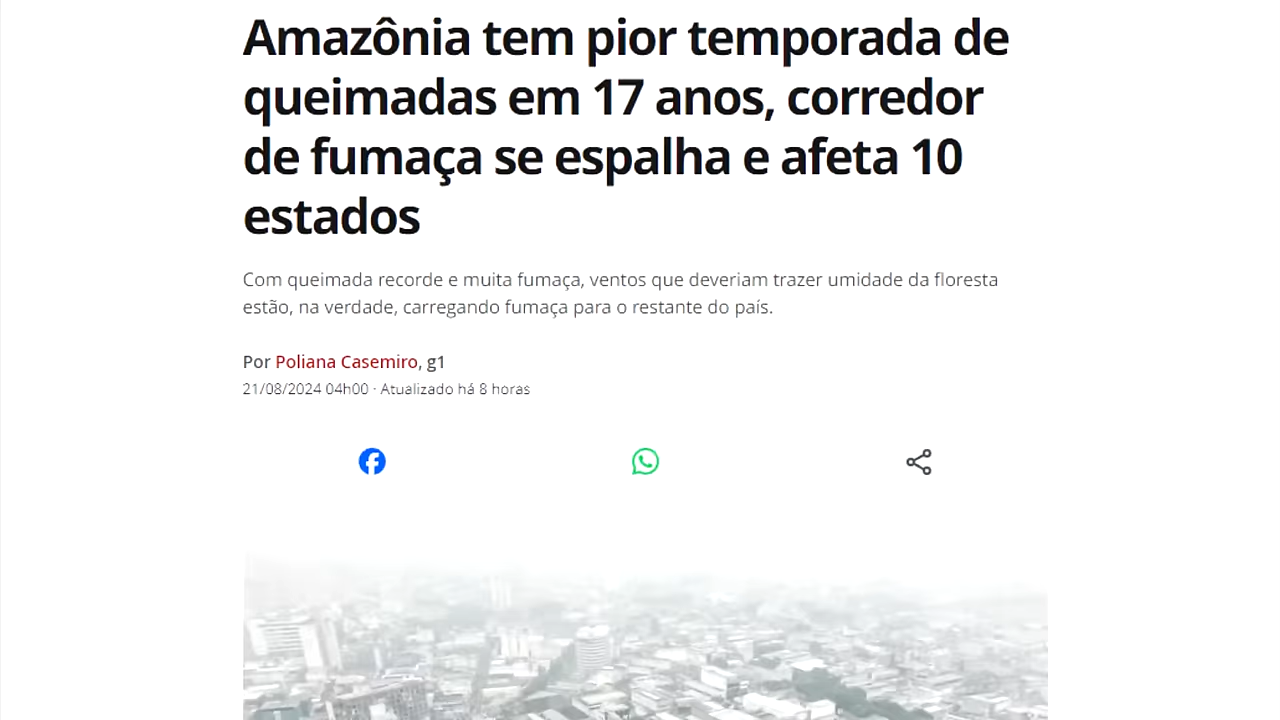 Amazônia tem pior temporada de
queimadas em 17 anos, corredor
de fumaça se espalha e afeta 10
estados
Com queimada recorde e muita fumaça, ventos que deveriam trazer umidade da floresta
estão, na verdade, carregando fumaça para o restante do país.
Por Poliana Casemiro, g1
21/08/2024 04h00 · Atualizado há 8 horas